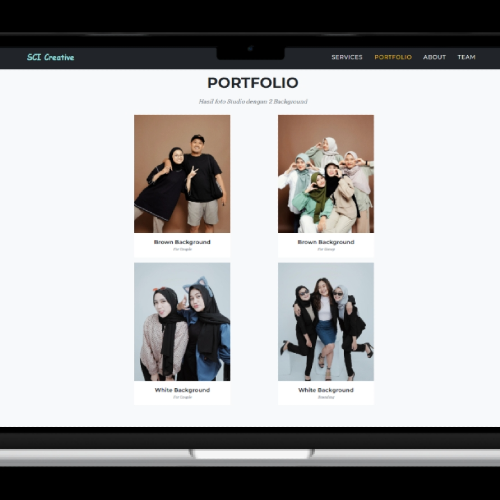 SCI Creative
SERVICES PORTFOLIO ABOUT TEAM
PORTFOLIO
Hasil foto Studio dengan 2 Background
Brown Background
For Couple
Brown Background
For Group
White Background
For Couple
White Background